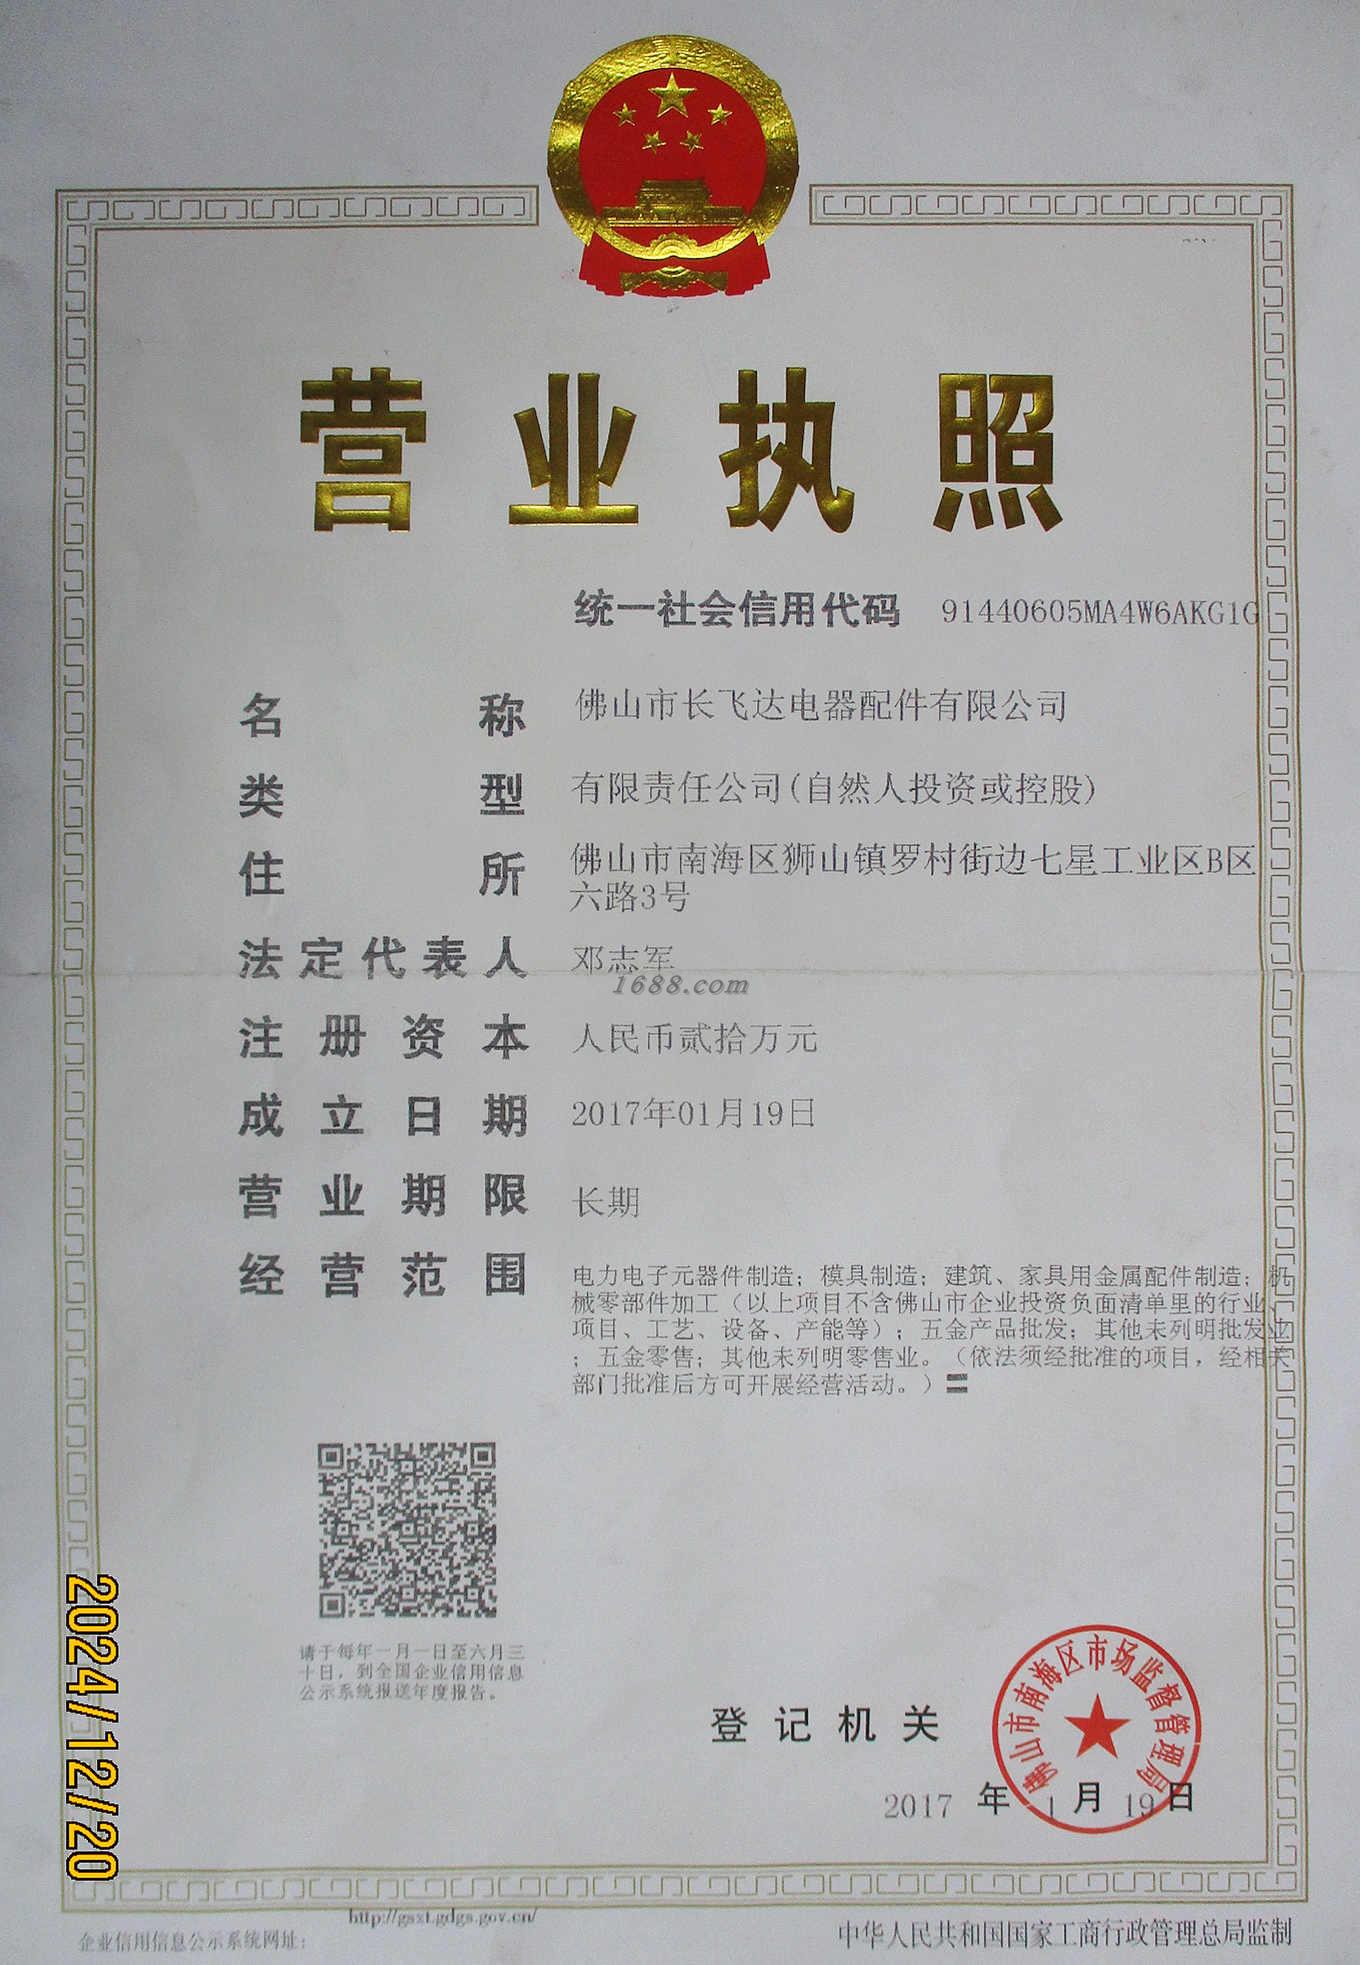 营业执照
统一社会信用代码 91440605MA4W6AKG1G
名称 佛山市长飞达电器配件有限公司
类型 有限责任公司(自然人投资或控股)
住所 佛山市南海区狮山镇罗村街边七星工业区B区
六路3号
法定代表人 邓志军
1688.com
注册资本 人民币贰拾万元
成立日期 2017年01月19日
营业期限 长期
经营范围 电力电子元器件制造；模具制造；建筑、家具用金属配件制造；机
械零部件加工（以上项目不含佛山市企业投资负面清单里的行业、
项目、工艺、设备、产能等）；五金产品批发；其他未列明批发业
；五金零售；其他未列明零售业。（依法须经批准的项目，经相关
部门批准后方可开展经营活动。）〓
请于每年一月一日至六月三
十日，到全国企业信用信息
公示系统报送年度报告。
登记机关
佛山市南海区市场监督管理局
2017 年 1 月 19 日
2024/12/20
http://gsxt.gdgs.gov.cn/
企业信用信息公示系统网址：
中华人民共和国国家工商行政管理总局监制